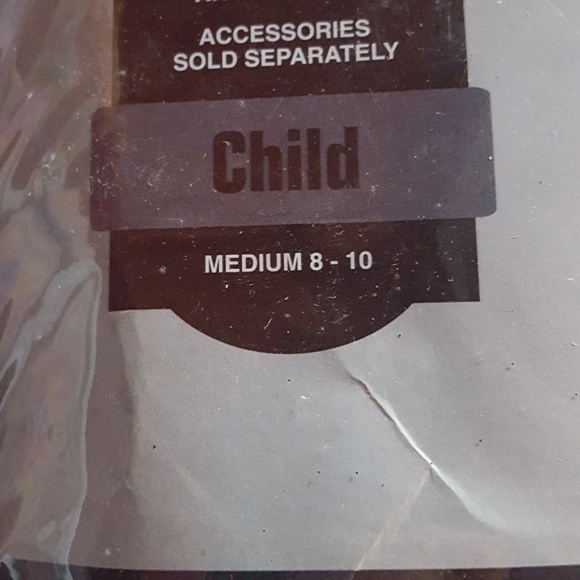 ACCESSORIES
SOLD SEPARATELY
Child
MEDIUM 8 - 10